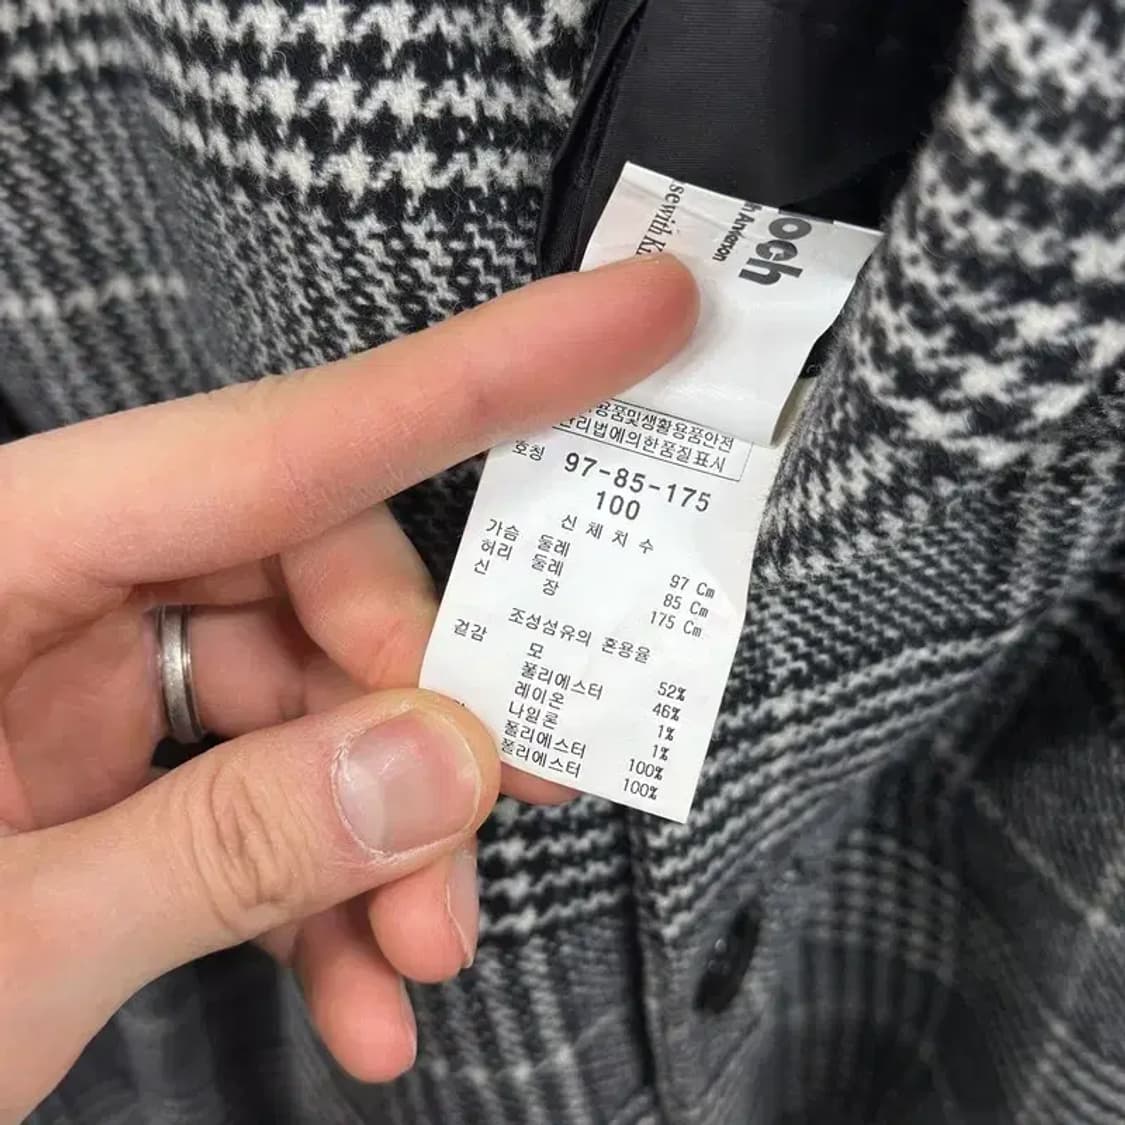 och
Anderson
용품및생활용품안전
관리법에의한품질표시
호칭 97-85-175
100
신 체 치 수
가슴 둘레 97 Cm
허리 둘레 85 Cm
신 장 175 Cm
조성섬유의 혼용율
겉감
모 52%
폴리에스터 46%
레이온 1%
나일론 1%
폴리에스터 100%
폴리에스터 100%